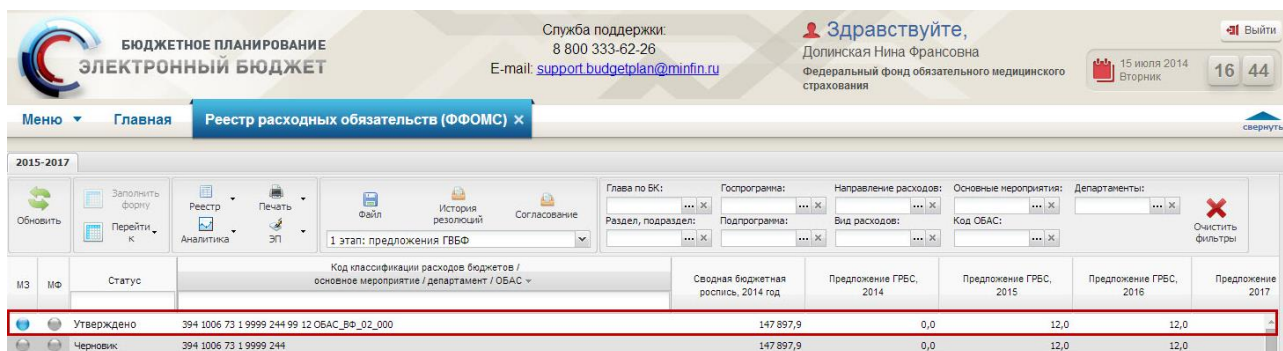 БЮДЖЕТНОЕ ПЛАНИРОВАНИЕ
ЭЛЕКТРОННЫЙ БЮДЖЕТ
Служба поддержки:
8 800 333-62-26
E-mail: support.budgetplan@minfin.ru
Здравствуйте,
Допинская Нина Франсовна
Федеральный фонд обязательного медицинского
страхования
15 июля 2014
Вторник
16 44
Выйти
Меню Главная Реестр расходных обязательств (ФФОМС) ×
свернуть
2015-2017
Обновить
Заполнить
форму
Перейти
к
Реестр
Аналитика
Печать
ЭП
Файл
История
резолюций
Согласование
1 этап: предложения ГВБФ
Глава по БК: Госпрограмма: Направление расходов: Основные мероприятия: Департаменты:
Раздел, подраздел: Подпрограмма: Вид расходов: Код ОБАС:
Очистить
фильтры
МЗ МФ Статус
Код классификации расходов бюджетов /
основное мероприятие / департамент / ОБАС
Сводная бюджетная
роспись, 2014 год
Предложение ГРБС,
2014
Предложение ГРБС,
2015
Предложение ГРБС,
2016
Предложение
2017
Утверждено 394 1006 73 1 9999 244 99 12 ОБАС_ВФ_02_000 147 897,9 0,0 12,0 12,0
Черновик 394 1006 73 1 9999 244 147 897,9 0,0 12,0 12,0